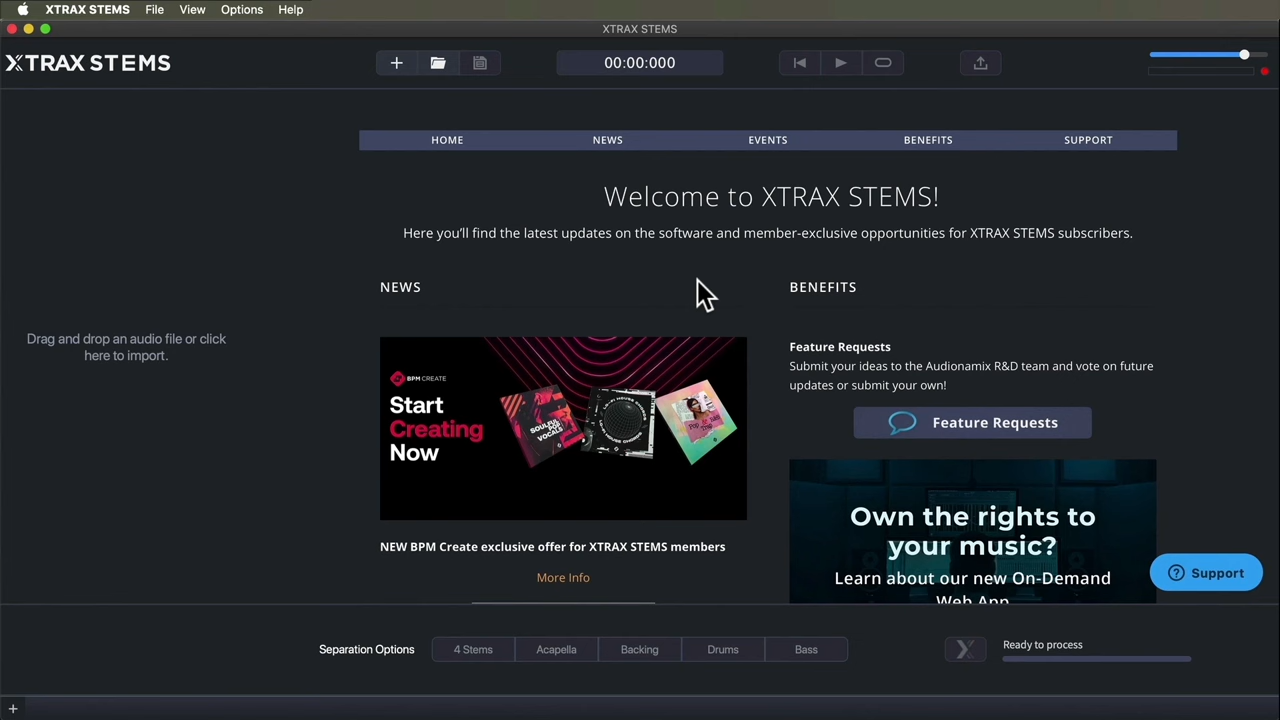 XTRAX STEMS File View Options Help
XTRAX STEMS
XTRAX STEMS
00:00:000
HOME NEWS EVENTS BENEFITS SUPPORT
Welcome to XTRAX STEMS!
Here you'll find the latest updates on the software and member-exclusive opportunities for XTRAX STEMS subscribers.
NEWS
BENEFITS
Drag and drop an audio file or click
here to import.
BPM CREATE
Start
Creating
Now
NEW BPM Create exclusive offer for XTRAX STEMS members
More Info
Feature Requests
Submit your ideas to the Audionamix R&D team and vote on future
updates or submit your own!
Feature Requests
Own the rights to
your music?
Learn about our new On-Demand
Web App
Support
Separation Options 4 Stems Acapella Backing Drums Bass
Ready to process